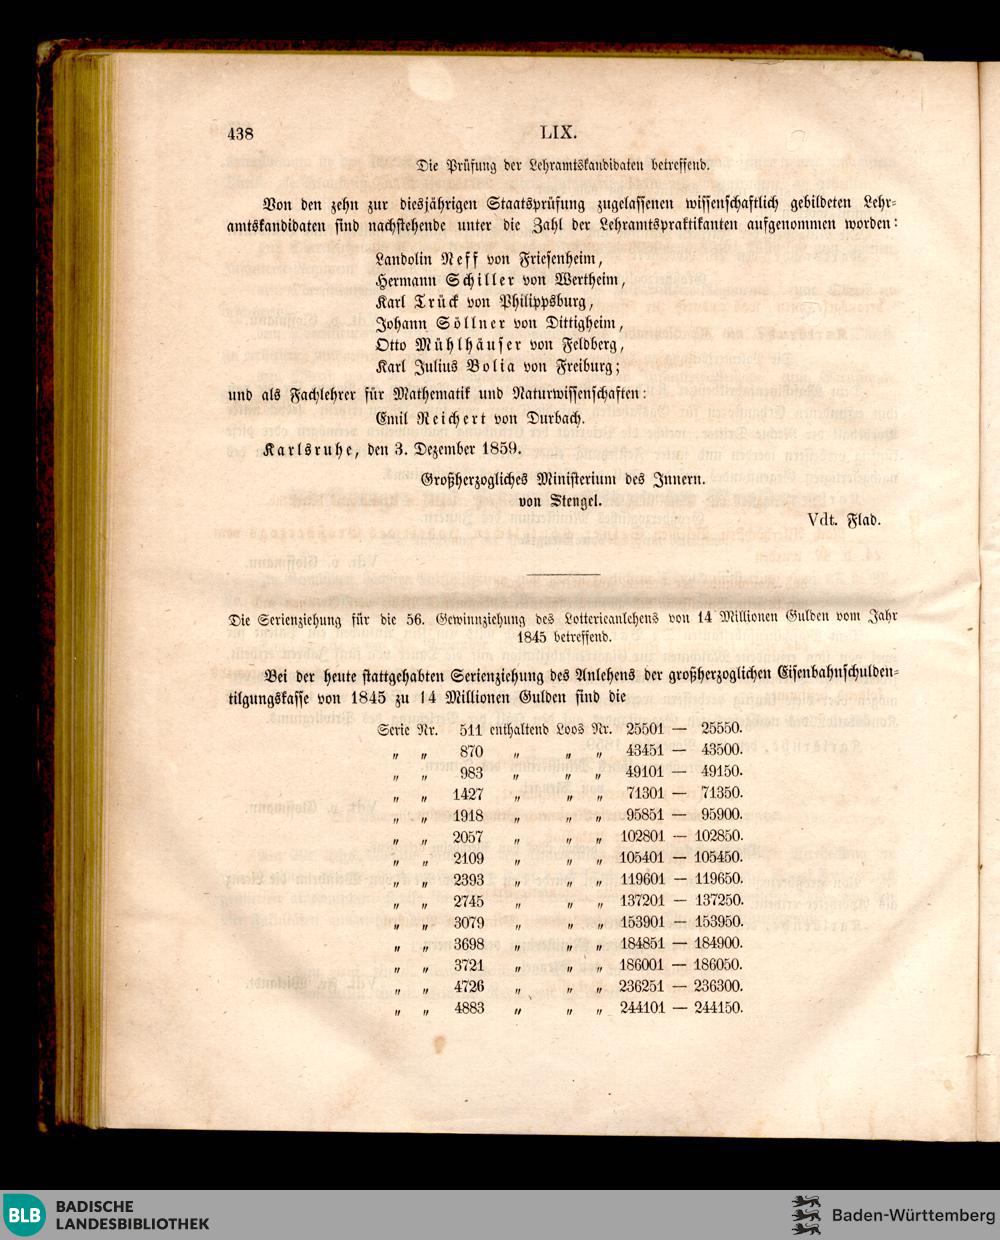 438
LIX.
Die Prüfung der Lehramtskandidaten betreffend.
Von den zehn zur diesjährigen Staatsprüfung zugelassenen wissenschaftlich gebildeten Lehr-
amtskandidaten sind nachstehende unter die Zahl der Lehramtspraktikanten aufgenommen worden:
Landolin Neff von Friesenheim,
Hermann Schiller von Wertheim,
Karl Trück von Philippsburg,
Johann Söllner von Dittigheim,
Otto Mühlhäuser von Feldberg,
Karl Julius Bolia von Freiburg;
und als Fachlehrer für Mathematik und Naturwissenschaften:
Emil Reichert von Durbach.
Karlsruhe, den 3. Dezember 1859.
Großherzogliches Ministerium des Innern.
von Stengel.
Vdt. Flad.
Die Serienziehung für die 56. Gewinnziehung des Lotterieanlehens von 14 Millionen Gulden vom Jahr
1845 betreffend.
Bei der heute stattgehabten Serienziehung des Anlehens der großherzoglichen Eisenbahnschulden-
tilgungskasse von 1845 zu 14 Millionen Gulden sind die
Serie Nr. 511 enthaltend Loos Nr. 25501 — 25550.
„ „ 870 „ „ „ 43451 — 43500.
„ „ 983 „ „ „ 49101 — 49150.
„ „ 1427 „ „ „ 71301 — 71350.
„ „ 1918 „ „ „ 95851 — 95900.
„ „ 2057 „ „ „ 102801 — 102850.
„ „ 2109 „ „ „ 105401 — 105450.
„ „ 2393 „ „ „ 119601 — 119650.
„ „ 2745 „ „ „ 137201 — 137250.
„ „ 3079 „ „ „ 153901 — 153950.
„ „ 3698 „ „ „ 184851 — 184900.
„ „ 3721 „ „ „ 186001 — 186050.
„ „ 4726 „ „ „ 236251 — 236300.
„ „ 4883 „ „ „ 244101 — 244150.
BLB BADISCHE
LANDESBIBLIOTHEK
Baden-Württemberg